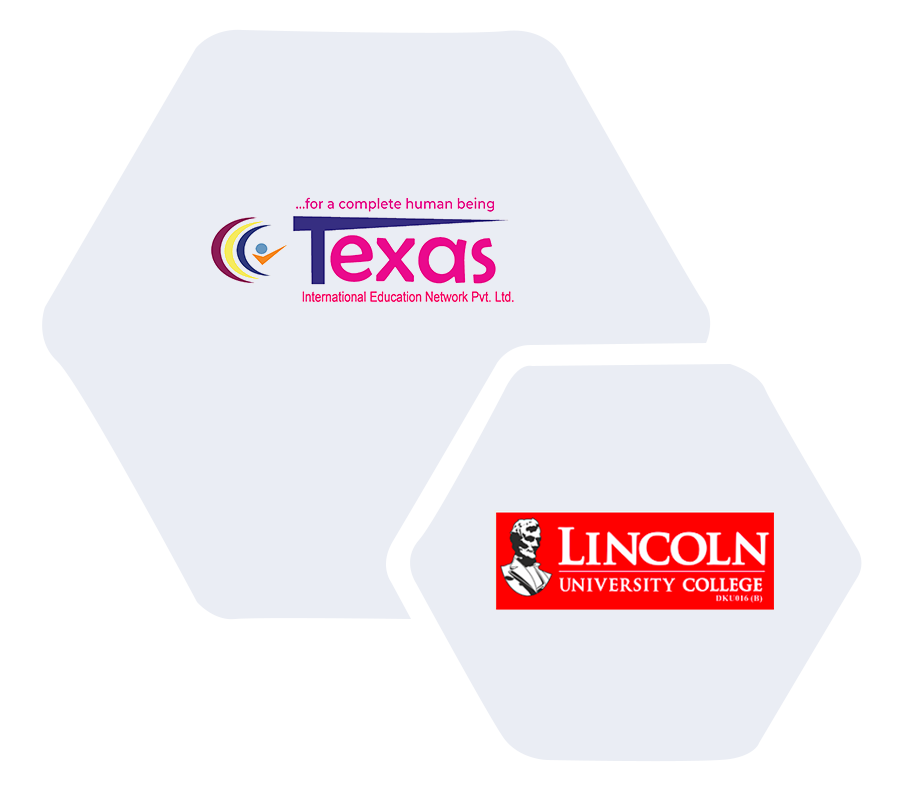 ...for a complete human being
Texas
International Education Network Pvt. Ltd.
LINCOLN
UNIVERSITY COLLEGE
DKU016 (B)